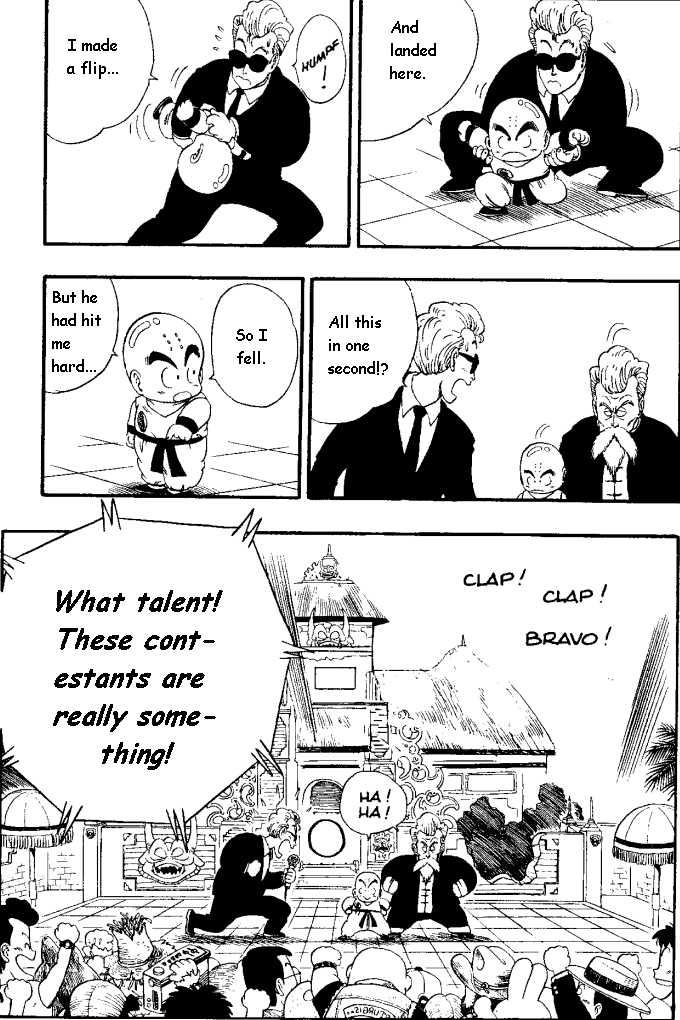 I made
a flip...
HUMPF
!
And
landed
here.
But he
had hit
me
hard...
So I
fell.
All this
in one
second!?
What talent!
These cont-
estants are
really some-
thing!
CLAP!
CLAP!
BRAVO!
HA!
HA!